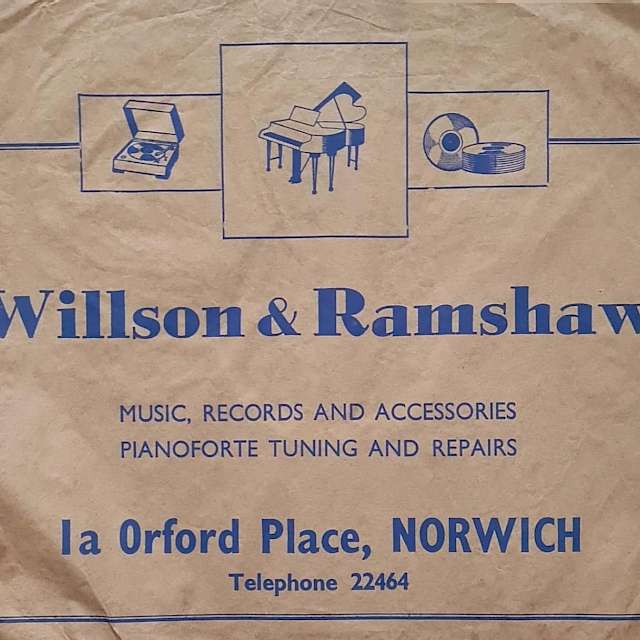 Willson & Ramshaw
MUSIC, RECORDS AND ACCESSORIES
PIANOFORTE TUNING AND REPAIRS
1a Orford Place, NORWICH
Telephone 22464